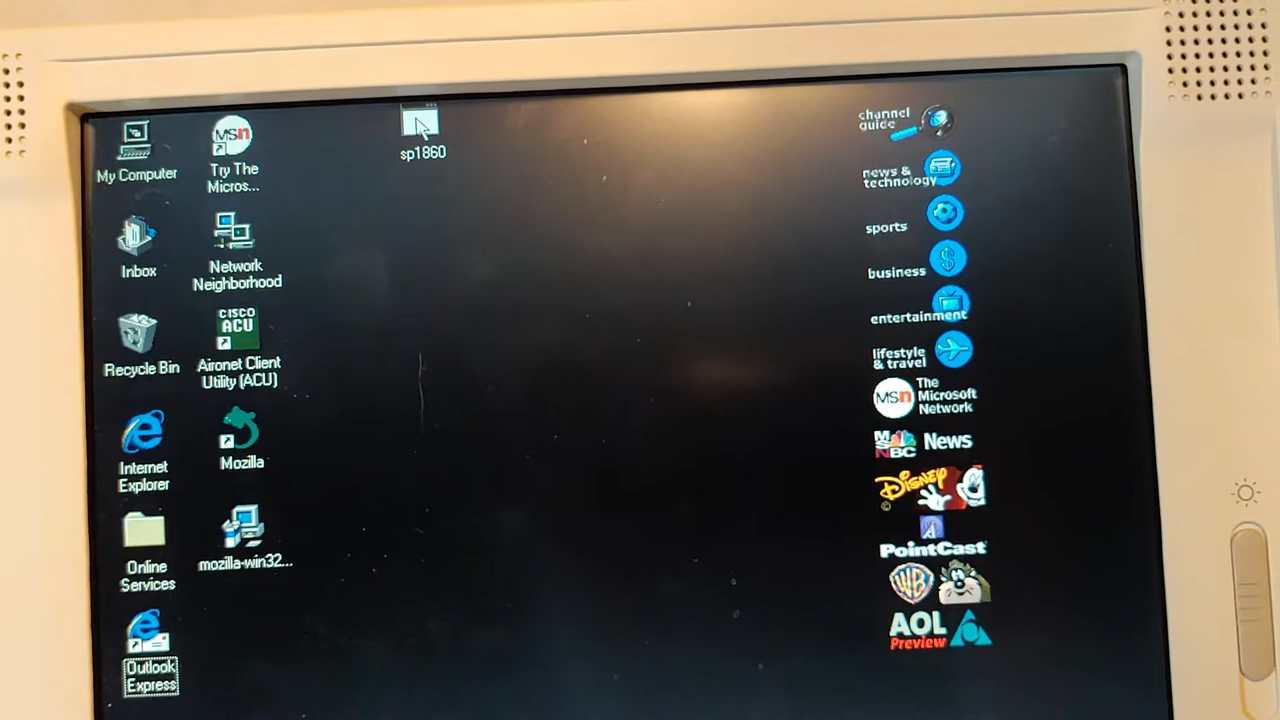 My Computer
MSn
Try The
Micros...
sp1860
Inbox
Network
Neighborhood
Recycle Bin
CISCO
ACU
Aironet Client
Utility (ACU)
Internet
Explorer
Mozilla
Online
Services
mozilla-win32...
Outlook
Express
channel
guide
news &
technology
sports
business
$
entertainment
lifestyle
& travel
MSn
The
Microsoft
Network
MS
NBC
News
DISNEY
©
PointCast
WB
AOL
Preview